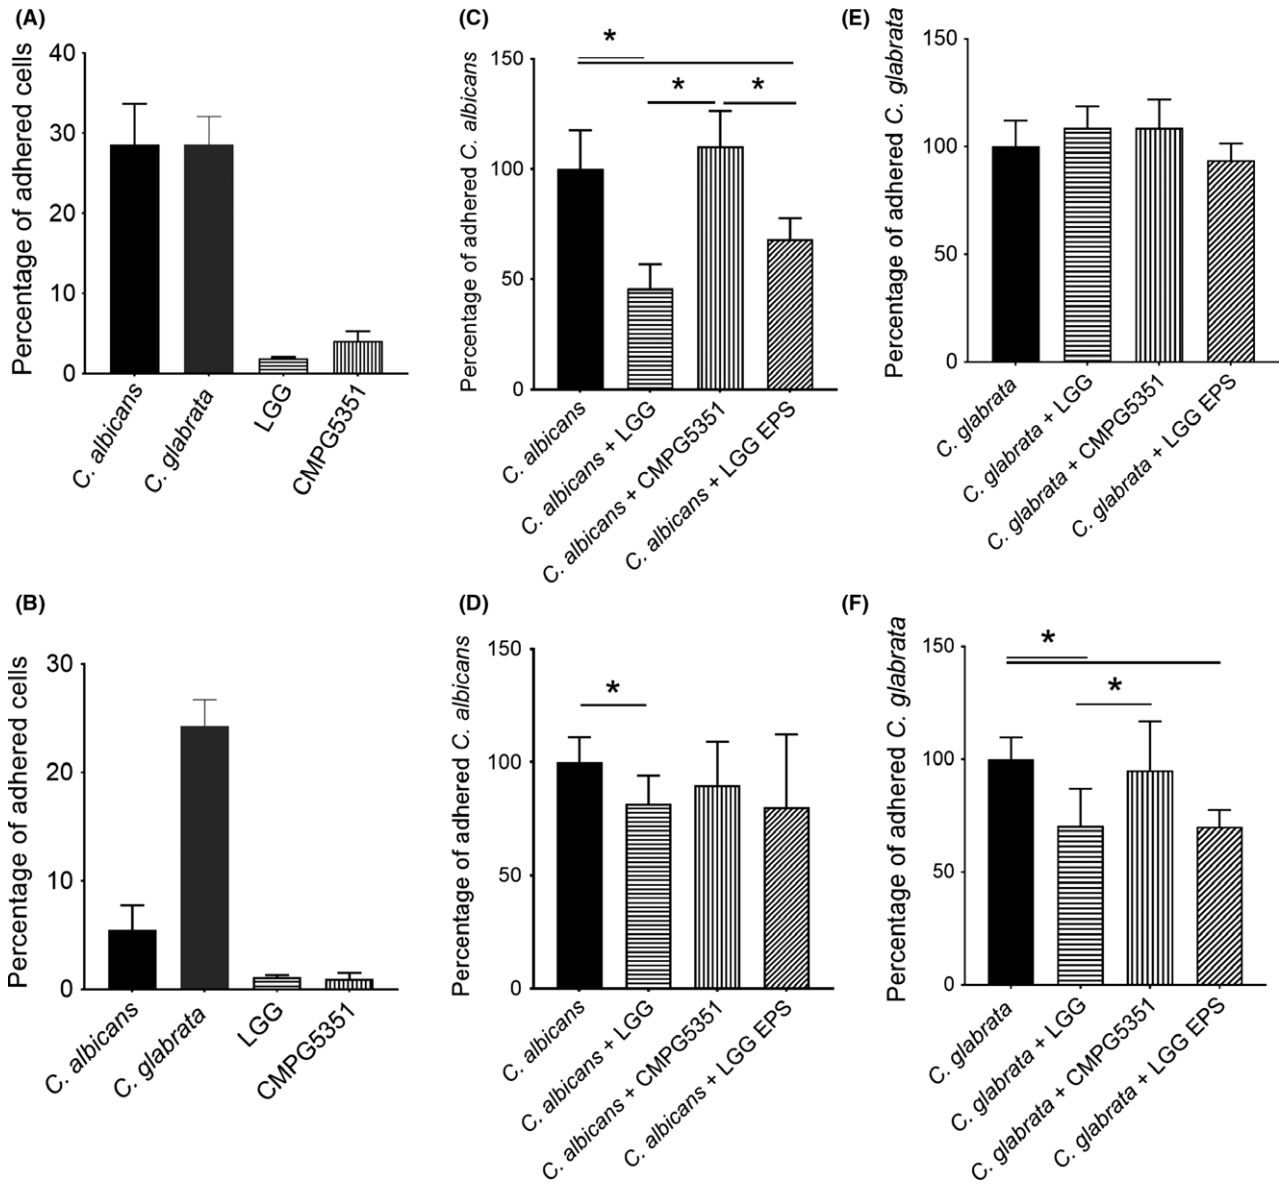 (A)
Percentage of adhered cells
40
30
20
10
0
C. albicans
C. glabrata
LGG
CMPG5351
(C)
Percentage of adhered C. albicans
150
100
50
0
*
*
*
C. albicans
C. albicans + LGG
C. albicans + CMPG5351
C. albicans + LGG EPS
(E)
Percentage of adhered C. glabrata
150
100
50
0
C. glabrata
C. glabrata + LGG
C. glabrata + CMPG5351
C. glabrata + LGG EPS
(B)
Percentage of adhered cells
30
20
10
0
C. albicans
C. glabrata
LGG
CMPG5351
(D)
Percentage of adhered C. albicans
150
100
50
0
*
C. albicans
C. albicans + LGG
C. albicans + CMPG5351
C. albicans + LGG EPS
(F)
Percentage of adhered C. glabrata
150
100
50
0
*
*
C. glabrata
C. glabrata + LGG
C. glabrata + CMPG5351
C. glabrata + LGG EPS